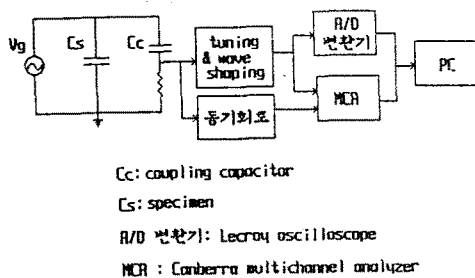 Vg
Cs
Cc
tuning
& wave
shaping
A/D
변환기
PC
동기회로
MCA
Cc: coupling capacitor
Cs: specimen
A/D 변환기: Lecroy oscilloscope
MCA : Canberra multichannel analyzer